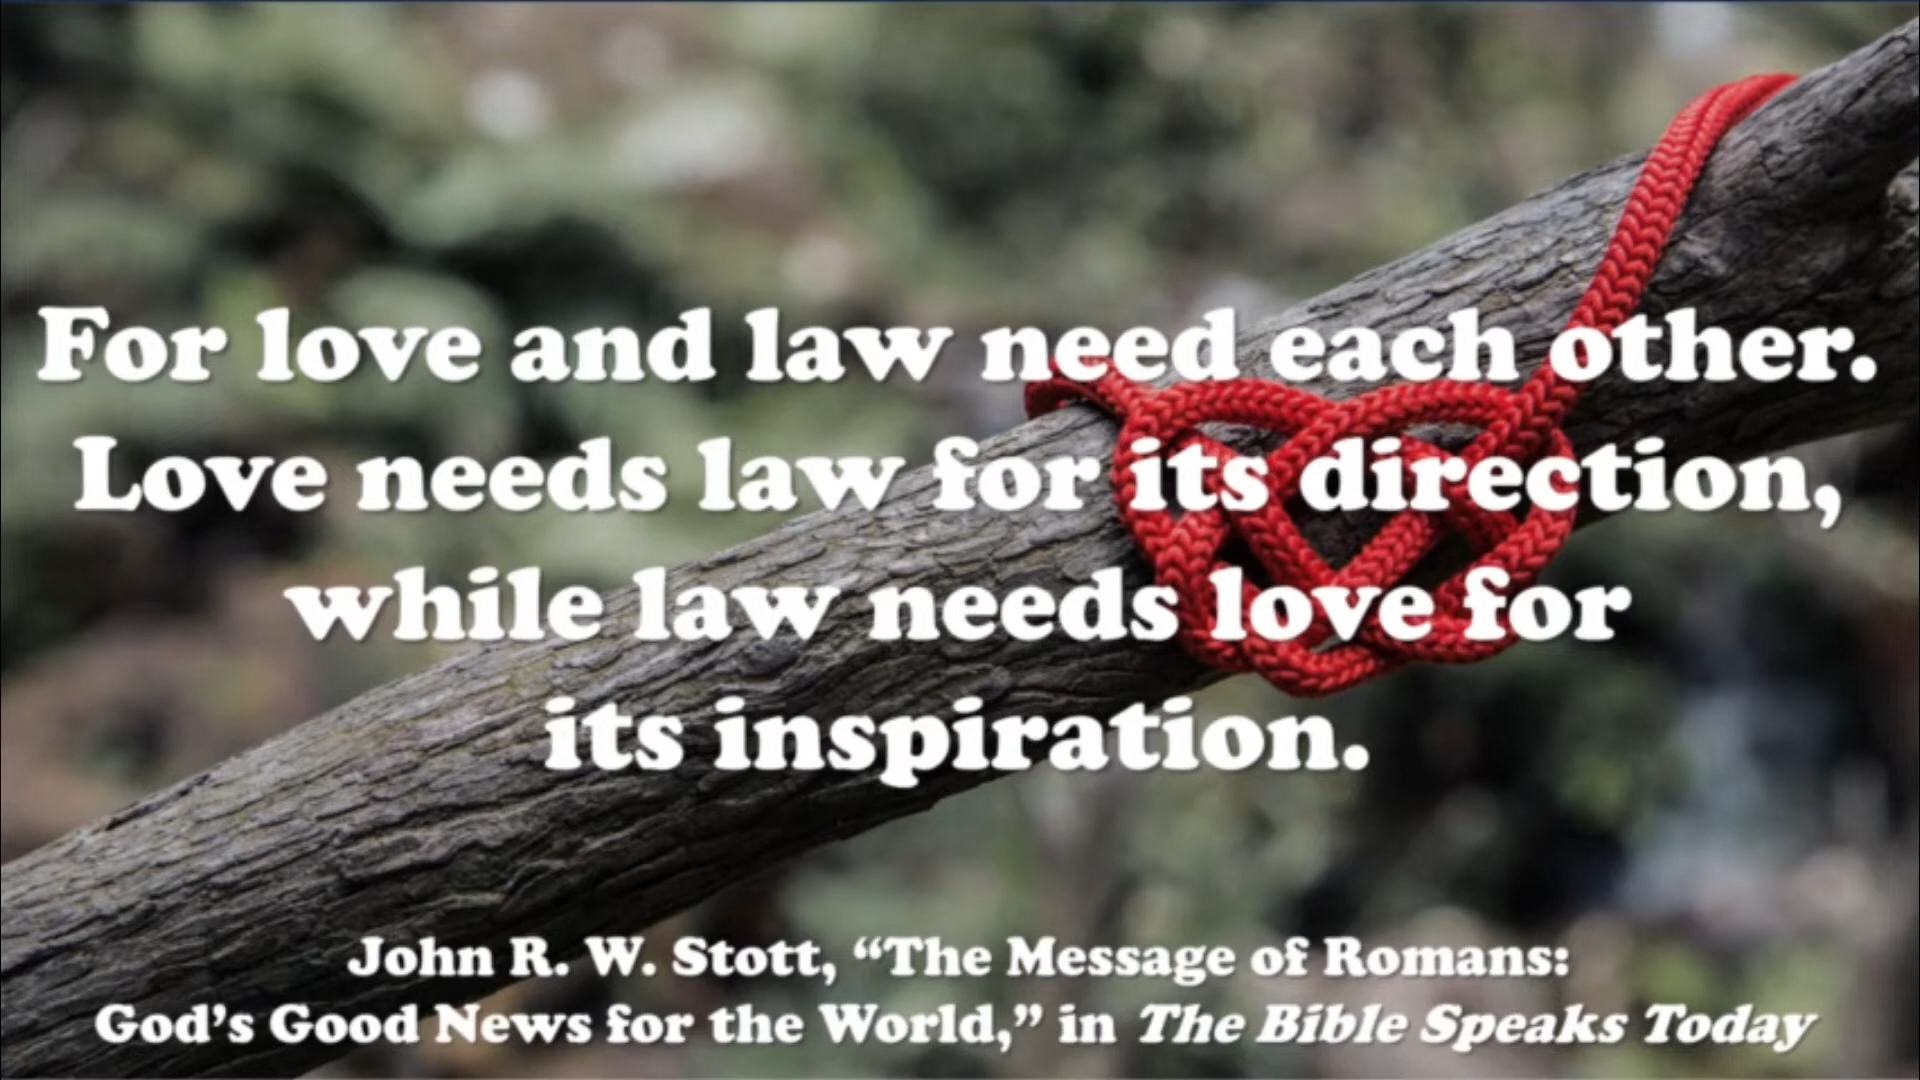 For love and law need each other.
Love needs law for its direction,
while law needs love for
its inspiration.
John R. W. Stott, “The Message of Romans:
God’s Good News for the World,” in The Bible Speaks Today